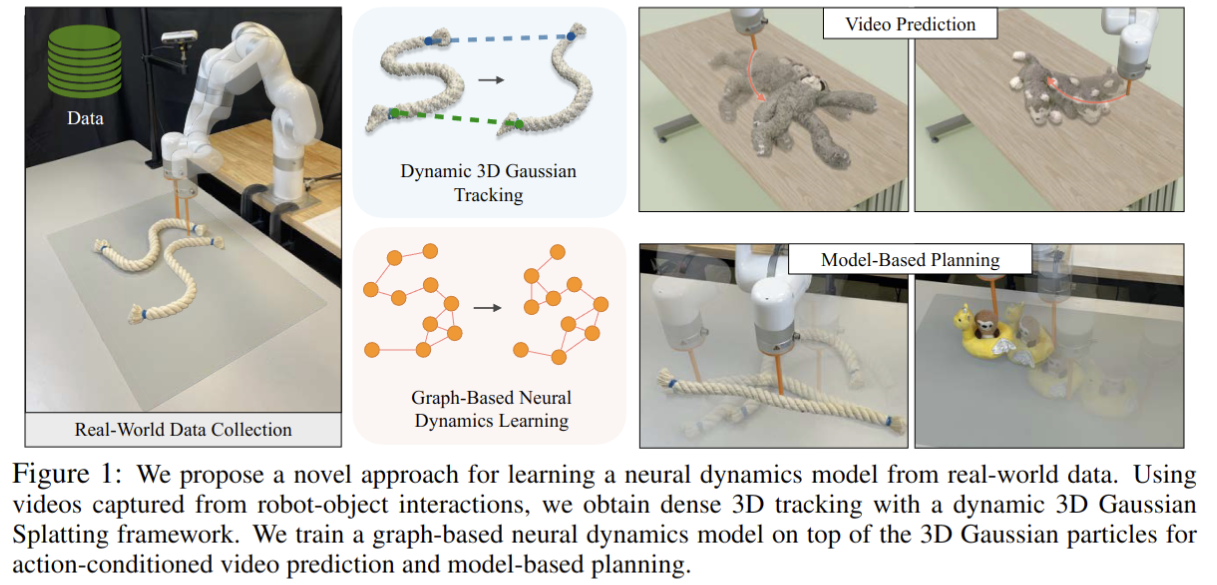 Data
Real-World Data Collection
Dynamic 3D Gaussian
Tracking
Graph-Based Neural
Dynamics Learning
Video Prediction
Model-Based Planning
Figure 1: We propose a novel approach for learning a neural dynamics model from real-world data. Using
videos captured from robot-object interactions, we obtain dense 3D tracking with a dynamic 3D Gaussian
Splatting framework. We train a graph-based neural dynamics model on top of the 3D Gaussian particles for
action-conditioned video prediction and model-based planning.